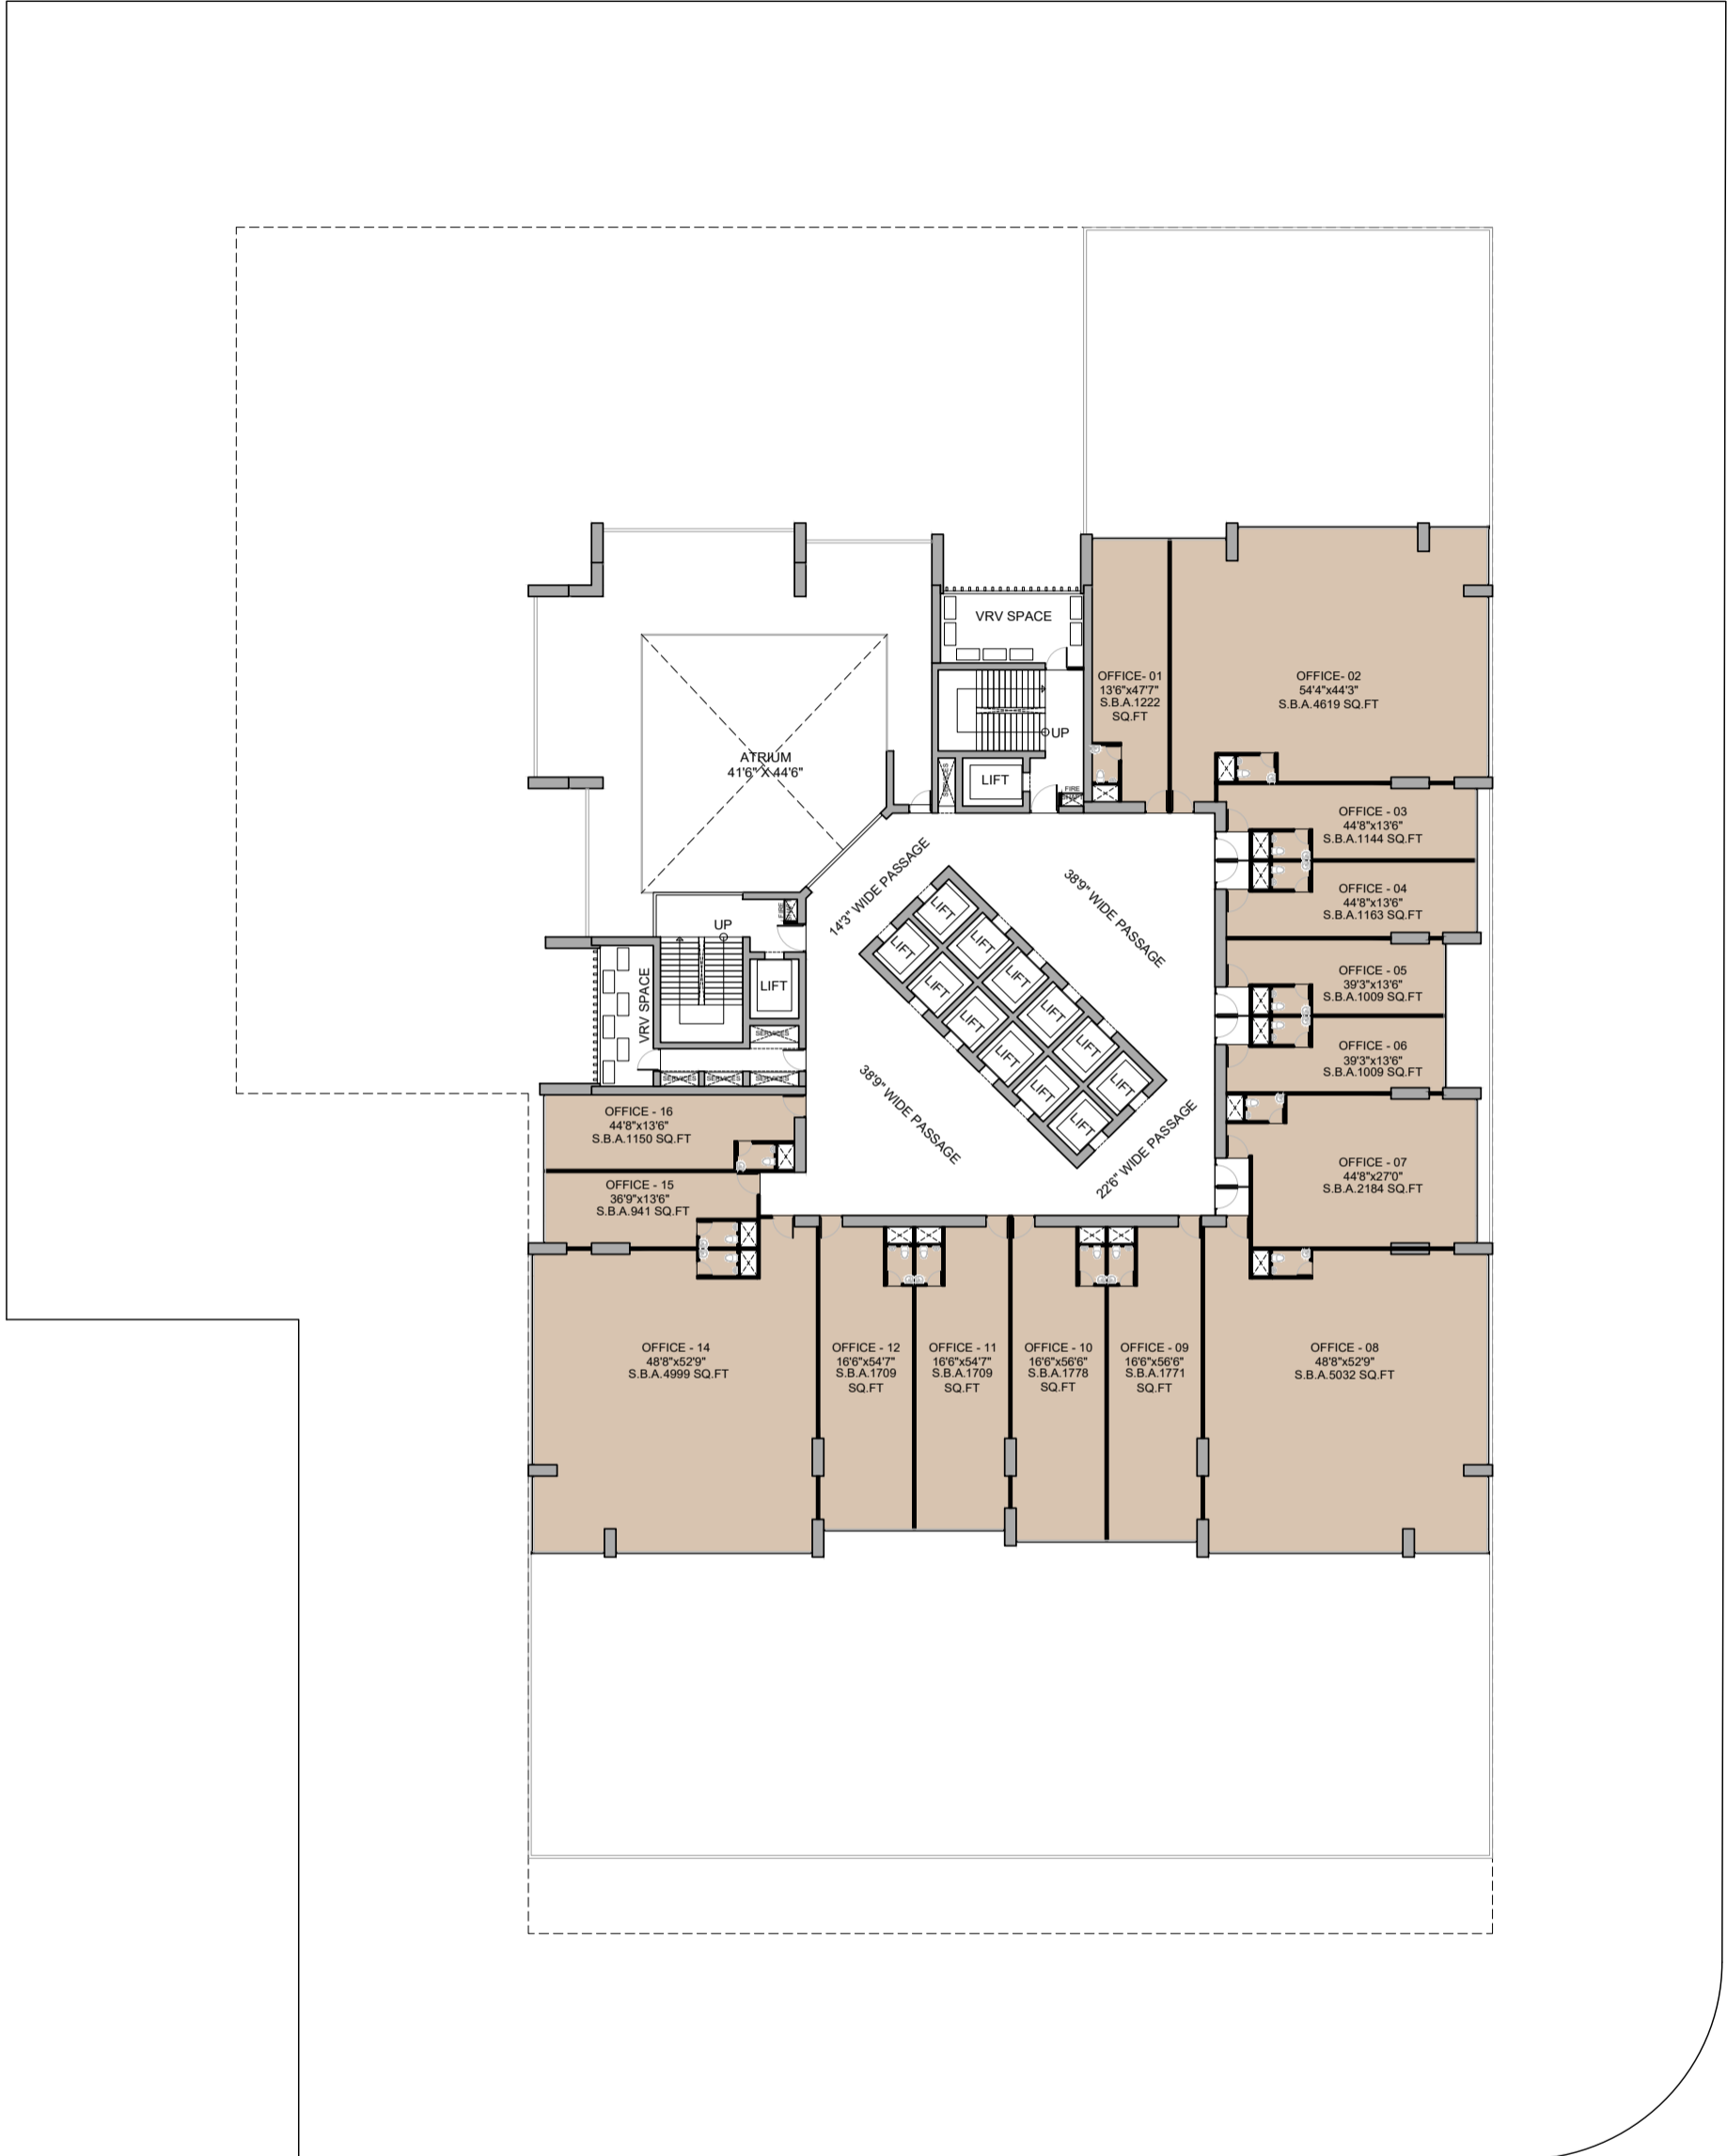 VRV SPACE
OFFICE- 01
13'6"x47'7"
S.B.A.1222
SQ.FT
OFFICE- 02
54'4"x44'3"
S.B.A.4619 SQ.FT
UP
ATRIUM
41'6" X 44'6"
SERVICES
LIFT
FIRE
OFFICE - 03
44'8"x13'6"
S.B.A.1144 SQ.FT
14'3" WIDE PASSAGE
38'9" WIDE PASSAGE
OFFICE - 04
44'8"x13'6"
S.B.A.1163 SQ.FT
UP
FIRE
LIFT
LIFT
LIFT
LIFT
LIFT
LIFT
LIFT
LIFT
LIFT
LIFT
LIFT
LIFT
LIFT
VRV SPACE
SERVICES
SERVICES
SERVICES
SERVICES
OFFICE - 05
39'3"x13'6"
S.B.A.1009 SQ.FT
OFFICE - 06
39'3"x13'6"
S.B.A.1009 SQ.FT
38'9" WIDE PASSAGE
22'6" WIDE PASSAGE
OFFICE - 16
44'8"x13'6"
S.B.A.1150 SQ.FT
OFFICE - 07
44'8"x27'0"
S.B.A.2184 SQ.FT
OFFICE - 15
36'9"x13'6"
S.B.A.941 SQ.FT
OFFICE - 14
48'8"x52'9"
S.B.A.4999 SQ.FT
OFFICE - 12
16'6"x54'7"
S.B.A.1709
SQ.FT
OFFICE - 11
16'6"x54'7"
S.B.A.1709
SQ.FT
OFFICE - 10
16'6"x56'6"
S.B.A.1778
SQ.FT
OFFICE - 09
16'6"x56'6"
S.B.A.1771
SQ.FT
OFFICE - 08
48'8"x52'9"
S.B.A.5032 SQ.FT